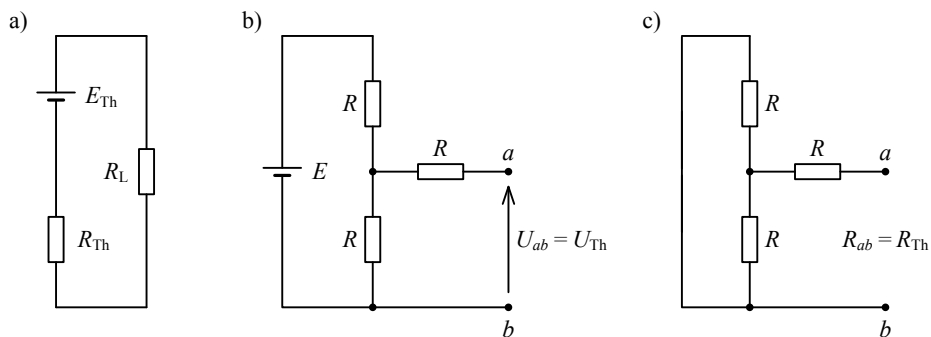 a)
E_Th
R_L
R_Th
b)
R
R
a
E
R
U_ab = U_Th
b
c)
R
R
a
R
R_ab = R_Th
b